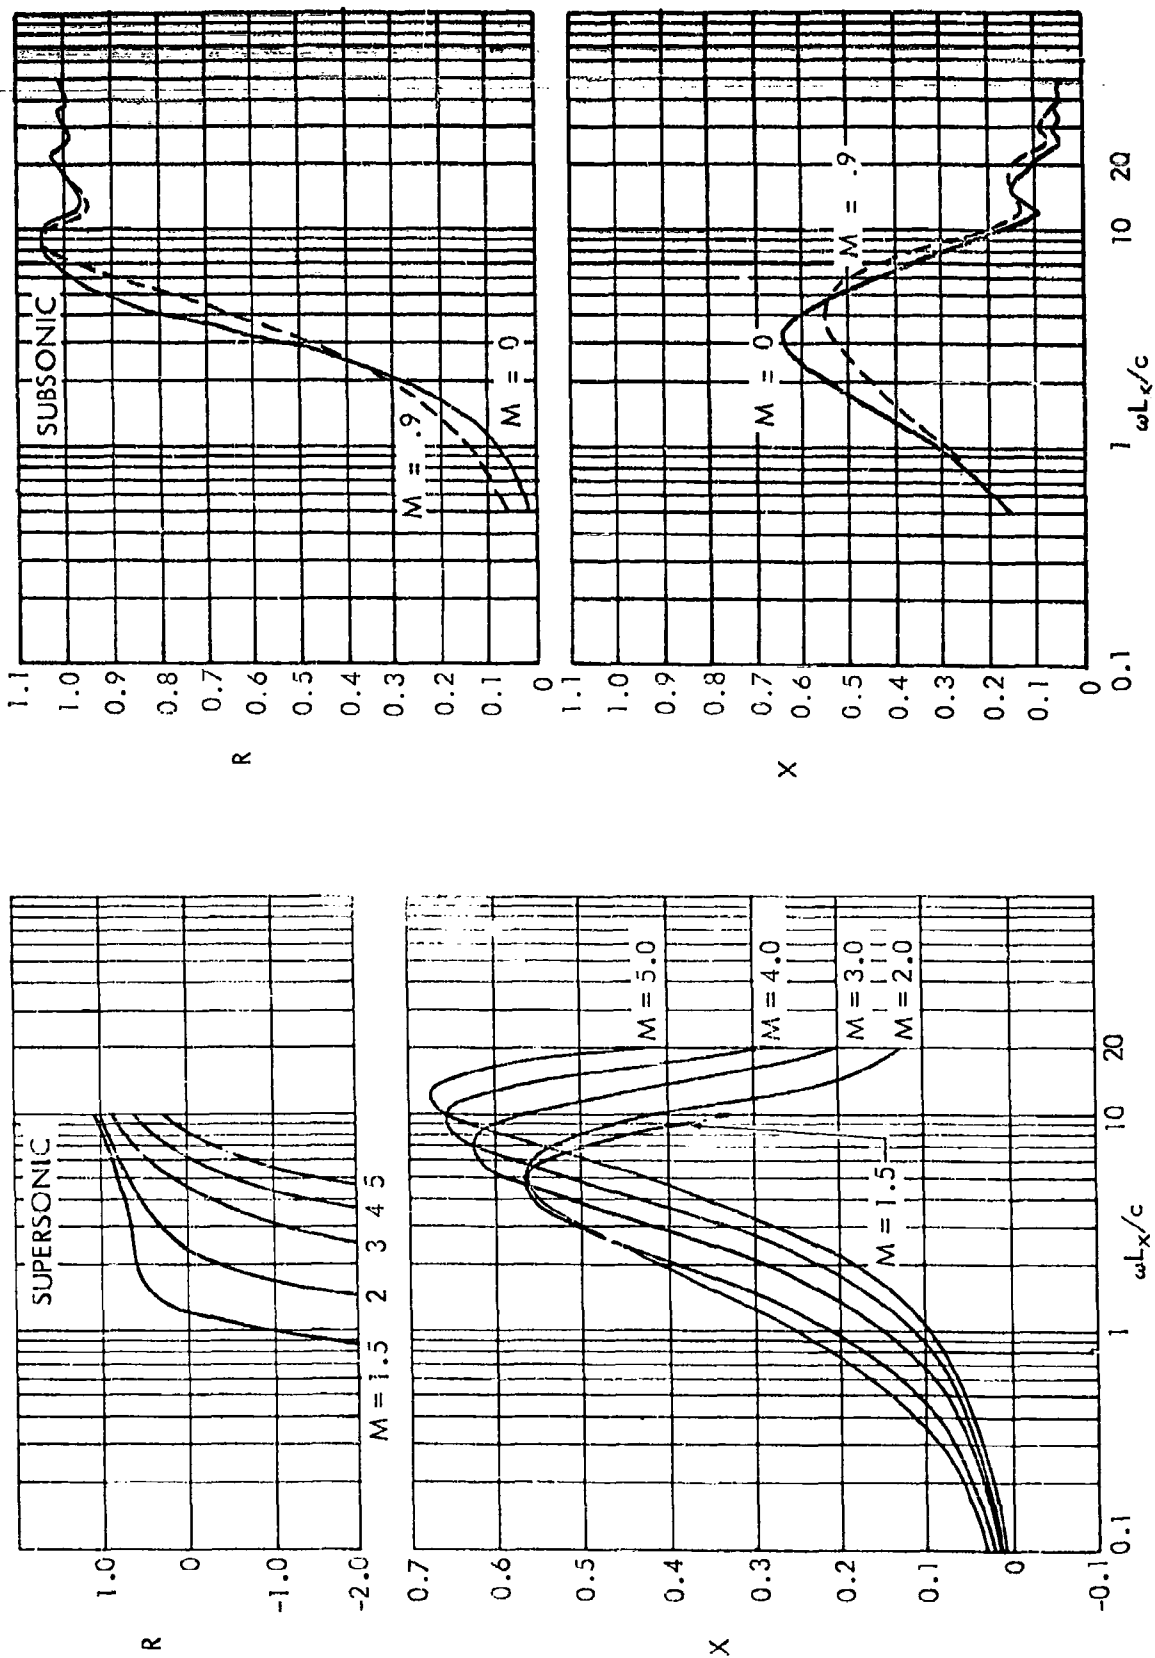 SUPERSONIC
R
1.0
0
-1.0
-2.0
M = 1.5
2
3
4
5
X
0.7
0.6
0.5
0.4
0.3
0.2
0.1
0
-0.1
M = 5.0
M = 4.0
M = 3.0
M = 2.0
M = 1.5
0.1
1
10
20
ωLx/c
SUBSONIC
R
1.1
1.0
0.9
0.8
0.7
0.6
0.5
0.4
0.3
0.2
0.1
0
M = .9
M = 0
X
1.1
1.0
0.9
0.8
0.7
0.6
0.5
0.4
0.3
0.2
0.1
0
M = 0
M = .9
0.1
1
10
20
ωLx/c